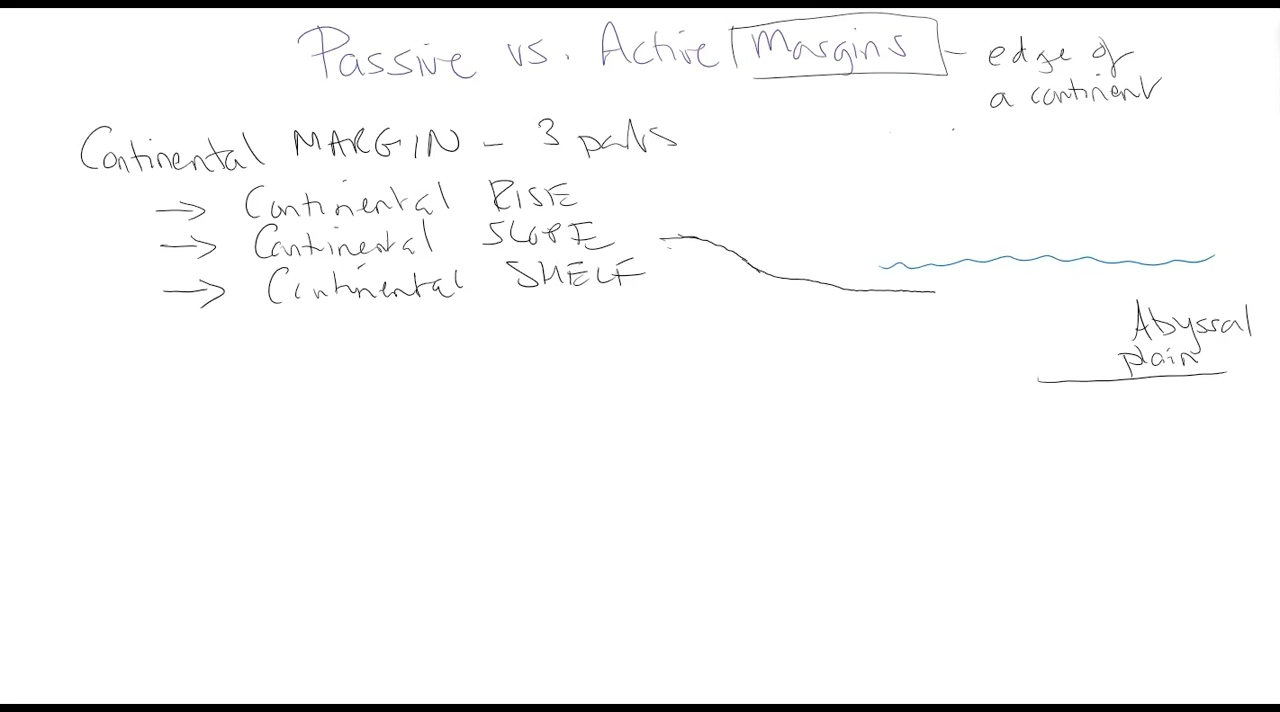 Passive vs. Active Margins - edge of
a continent
Continental MARGIN - 3 parts
→ Continental RISE
→ Continental SLOPE
→ Continental SHELF
Abyssal
plain